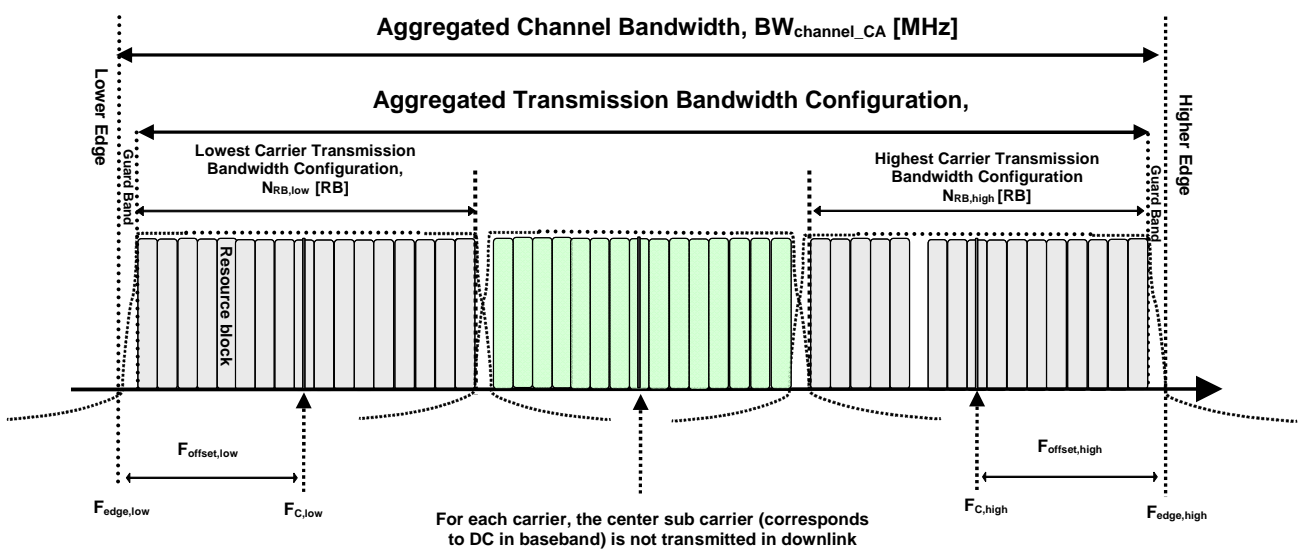 Aggregated Channel Bandwidth, BWchannel_CA [MHz]
Aggregated Transmission Bandwidth Configuration,
Lower Edge
Higher Edge
Guard Band
Lowest Carrier Transmission
Bandwidth Configuration,
NRB,low [RB]
Highest Carrier Transmission
Bandwidth Configuration
NRB,high [RB]
Guard Band
Resource block
Foffset,low
Foffset,high
Fedge,low
FC,low
FC,high
Fedge,high
For each carrier, the center sub carrier (corresponds
to DC in baseband) is not transmitted in downlink